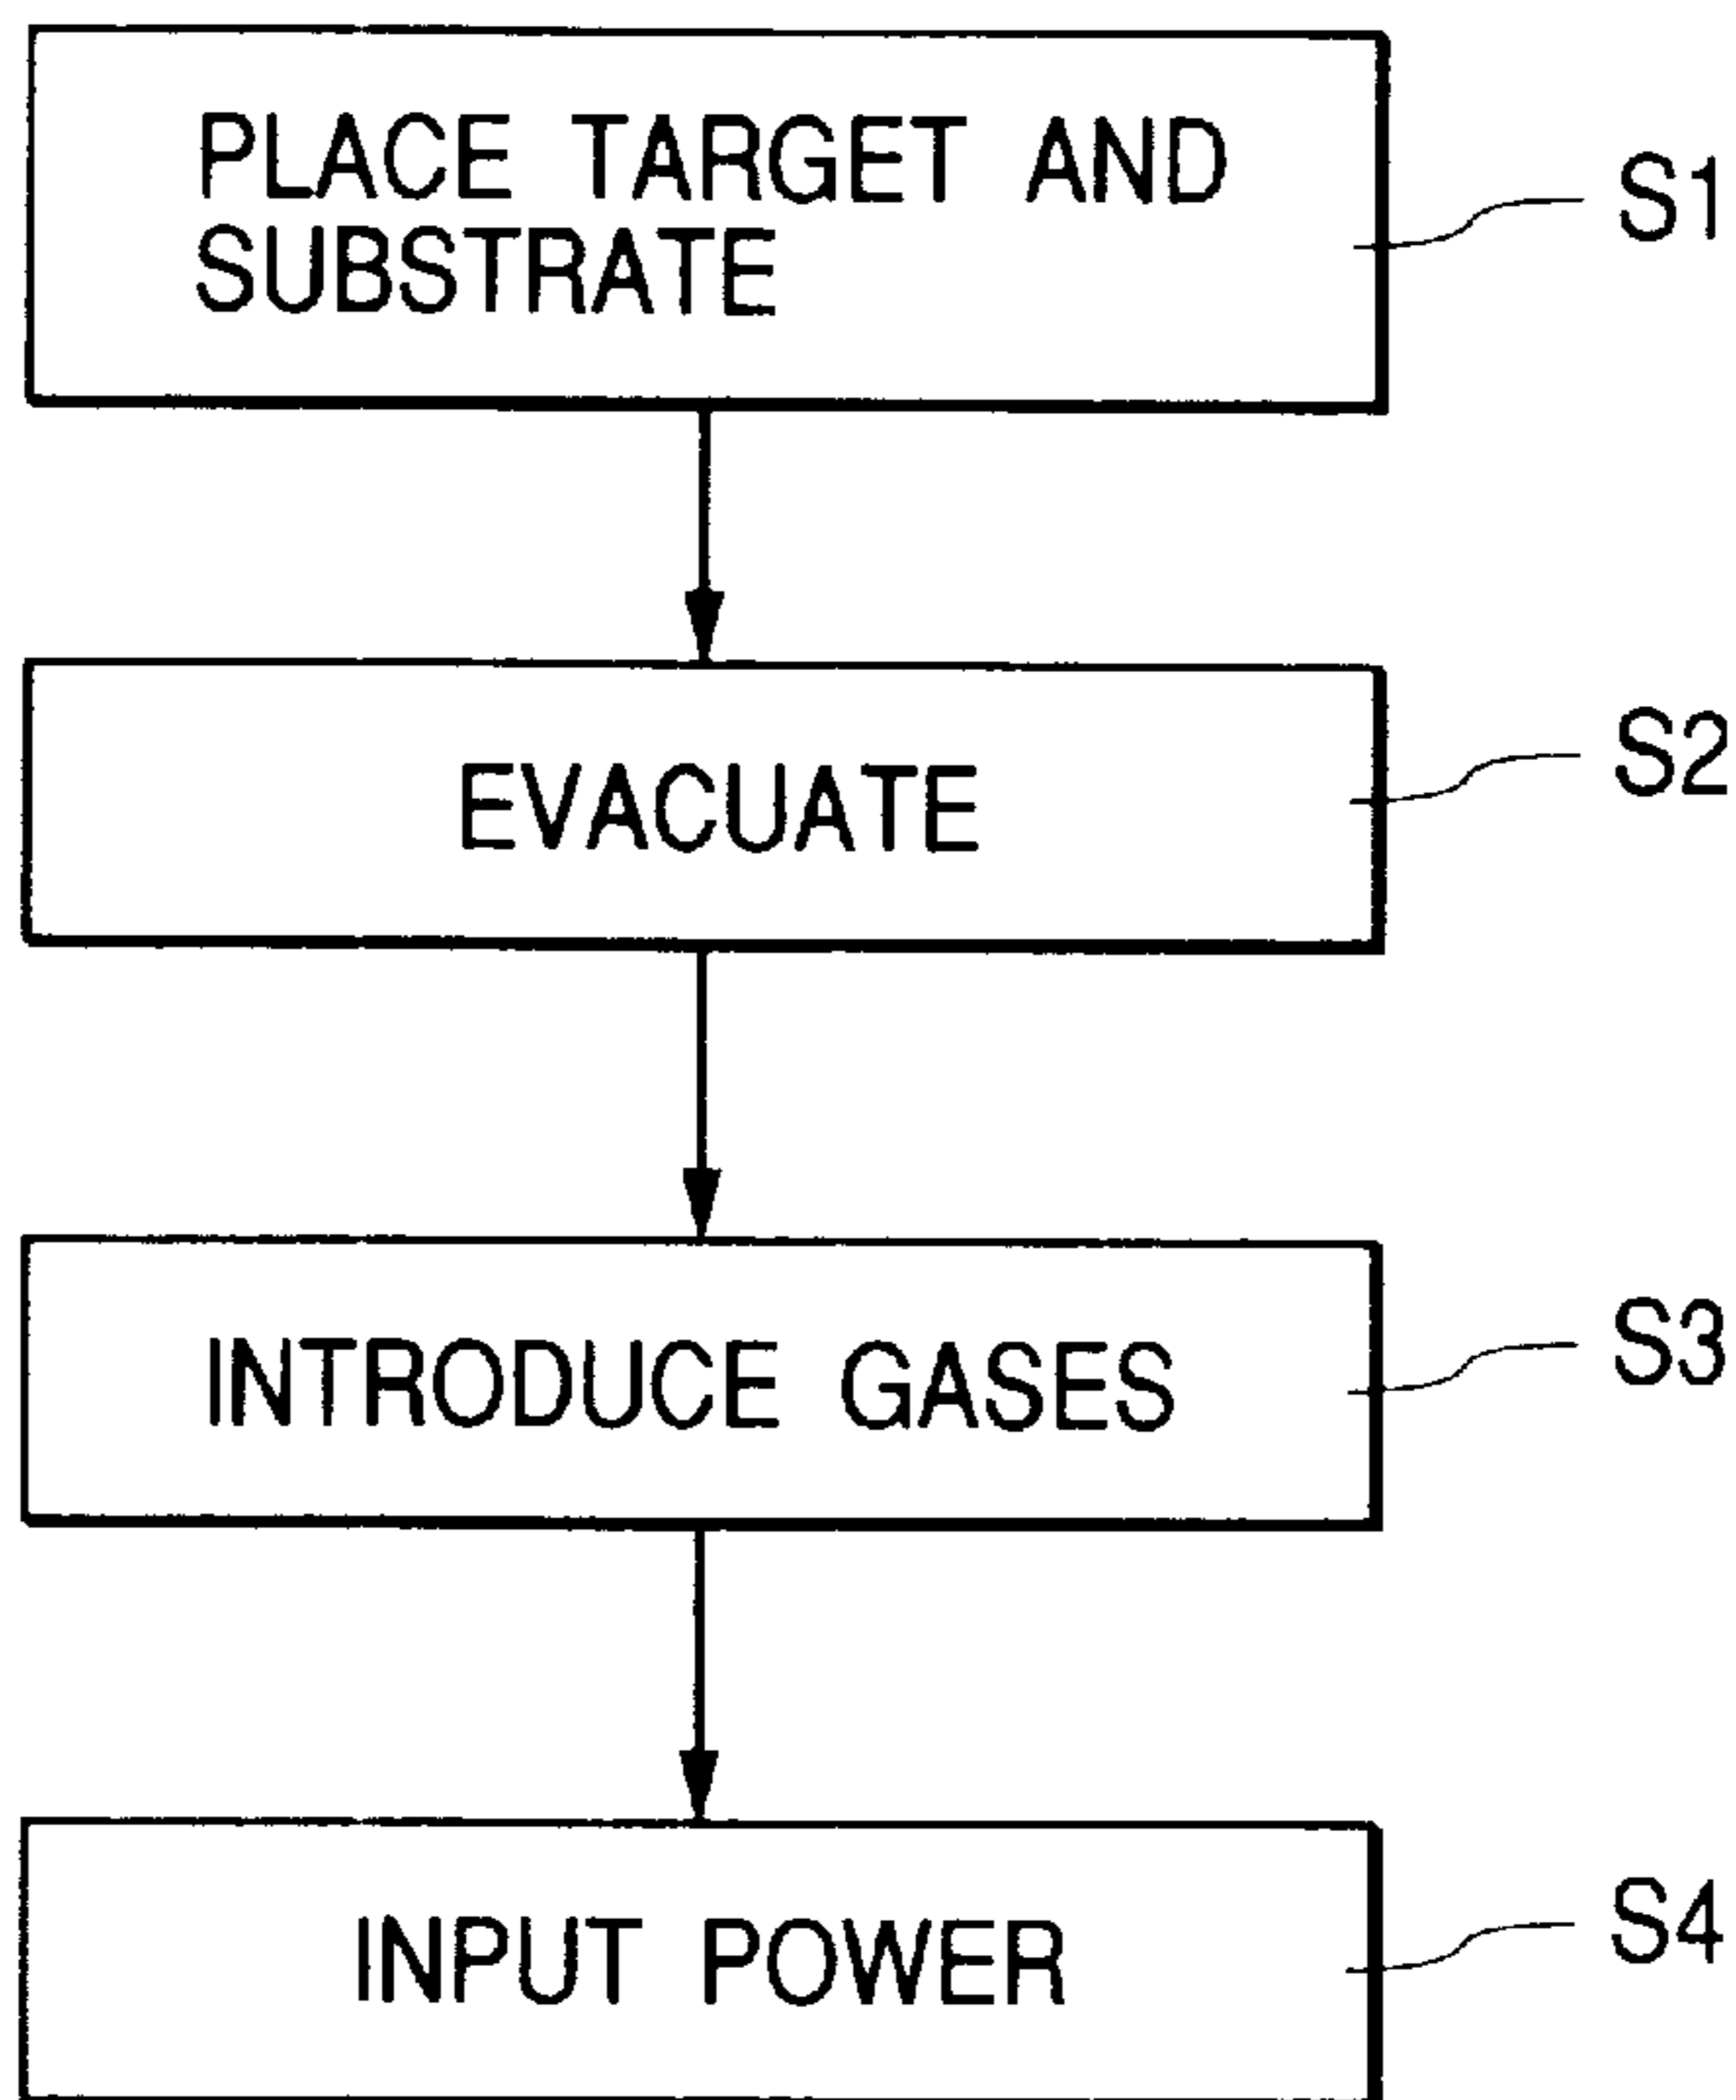 PLACE TARGET AND
SUBSTRATE
S1
EVACUATE
S2
INTRODUCE GASES
S3
INPUT POWER
S4